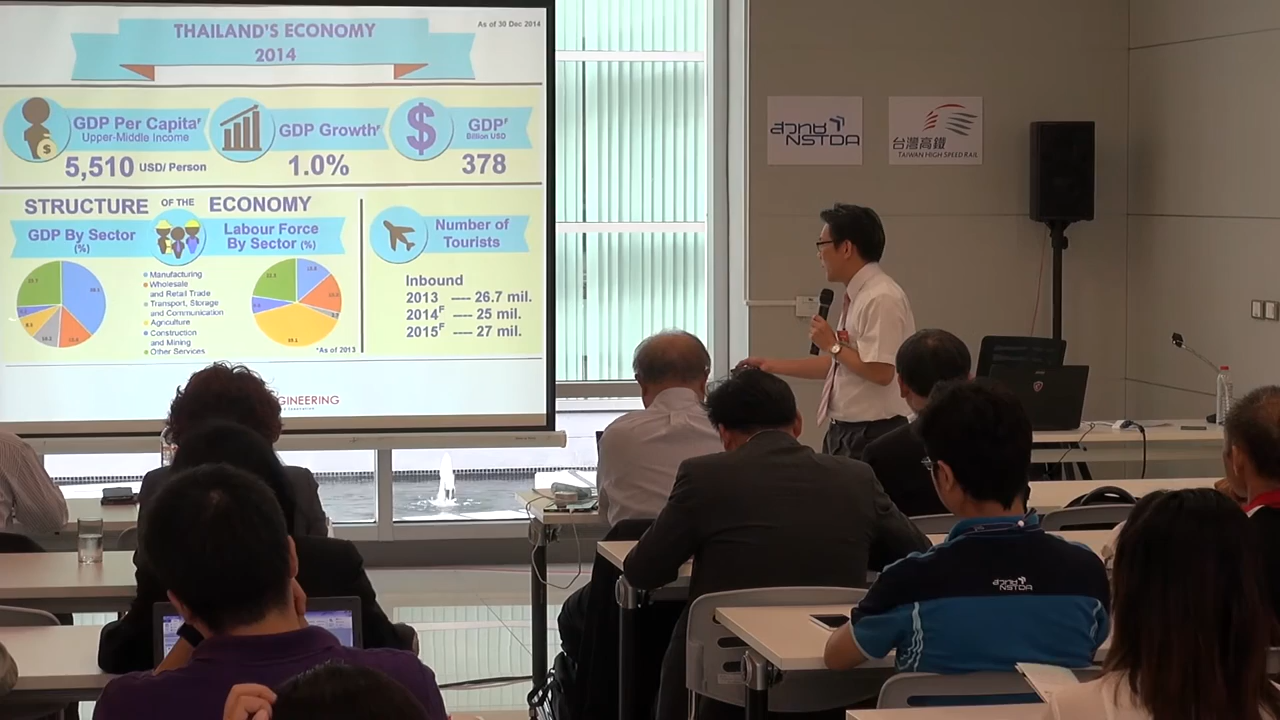 As of 30 Dec 2014
THAILAND'S ECONOMY
2014
GDP Per Capitaʳ
Upper-Middle Income
5,510 USD/ Person
GDP Growthʳ
1.0%
GDPʳ
Billion USD
378
STRUCTURE OF THE ECONOMY
GDP By Sector
(%)
Labour Force
By Sector (%)
Manufacturing
Wholesale
and Retail Trade
Transport, Storage
and Communication
Agriculture
Construction
and Mining
Other Services
*As of 2013
Number of
Tourists
Inbound
2013 ---- 26.7 mil.
2014ᶠ ---- 25 mil.
2015ᶠ ---- 27 mil.
GINEERING
สวทช
NSTDA
台灣高鐵
TAIWAN HIGH SPEED RAIL
สวทช
NSTDA